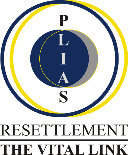 PLIAS
RESETTLEMENT
THE VITAL LINK